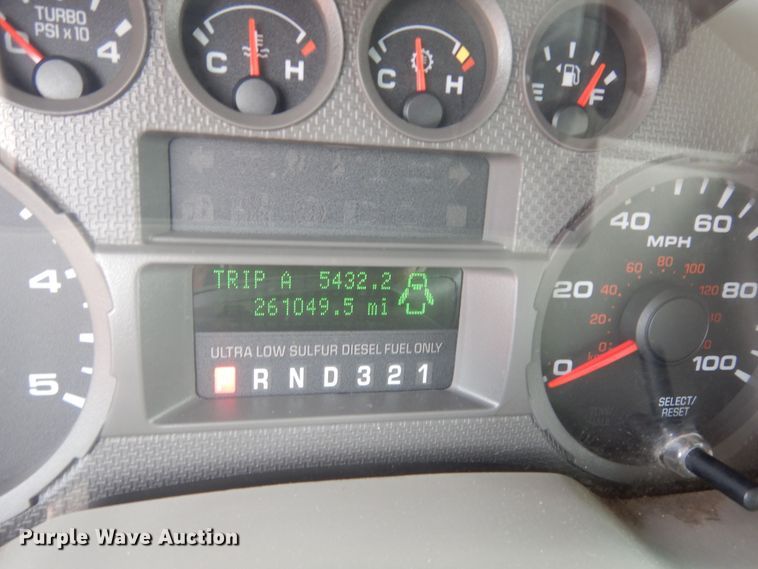 TURBO
PSI x 10
4
C H
C H
E F
4
5
TRIP A 5432.2
261049.5 mi
ULTRA LOW SULFUR DIESEL FUEL ONLY
P R N D 3 2 1
40 60
MPH
60 80 100
20 40 120 80
20
0 0 100
SELECT/
RESET
Purple Wave Auction